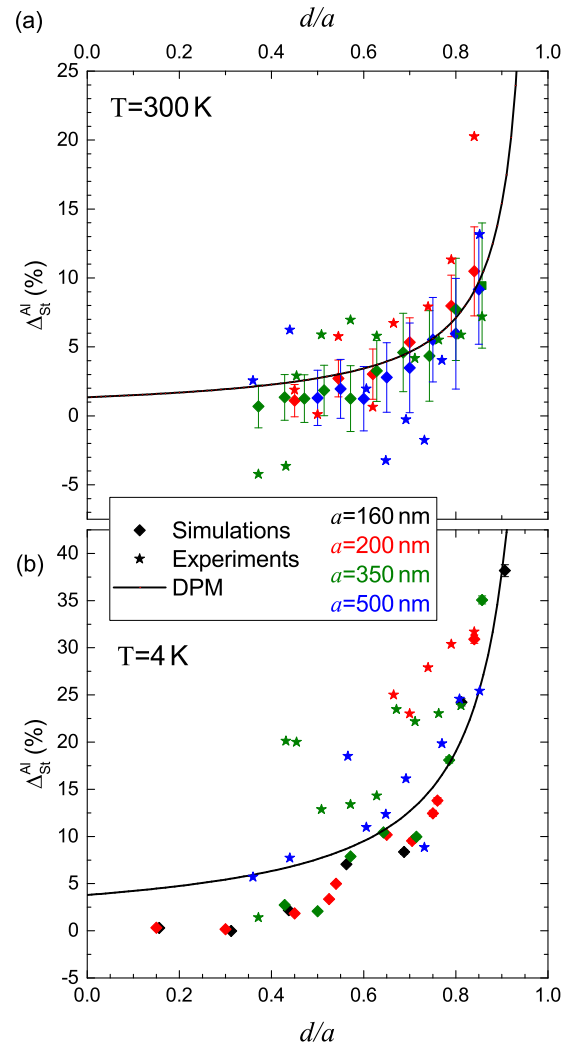 d/a
(a)
0.0 0.2 0.4 0.6 0.8 1.0
25
T=300 K
20
15
10
5
0
-5
Δ_St^Al (%)
Simulations
Experiments
DPM
a=160 nm
a=200 nm
a=350 nm
a=500 nm
(b)
40
35
T=4 K
30
25
20
15
10
5
0
-5
Δ_St^Al (%)
0.0 0.2 0.4 0.6 0.8 1.0
d/a